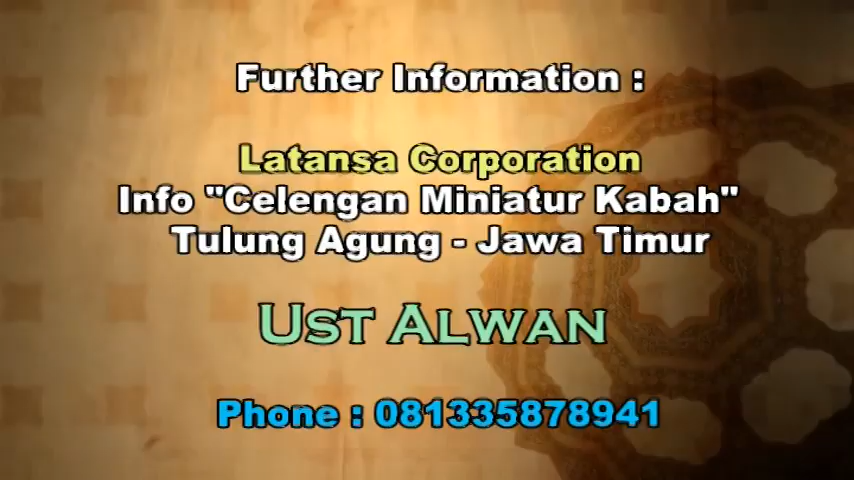 Further Information :
Latansa Corporation
Info "Celengan Miniatur Kabah"
Tulung Agung - Jawa Timur
Ust Alwan
Phone : 081335878941